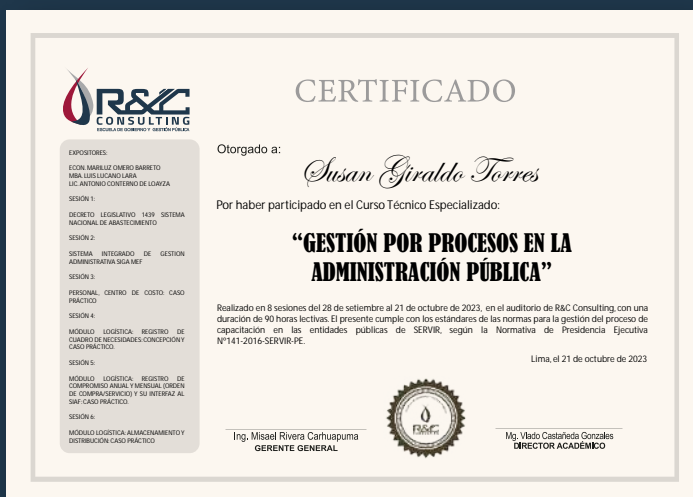 R&C
CONSULTING
ESCUELA DE GOBIERNO Y GESTIÓN PÚBLICA
CERTIFICADO
EXPOSITORES:
ECON. MARILUZ OMERO BARRETO
MBA. LUIS LUCANO LARA
LIC. ANTONIO CONTERNO DE LOAYZA
SESIÓN 1:
DECRETO LEGISLATIVO 1439 SISTEMA
NACIONAL DE ABASTECIMIENTO
SESIÓN 2:
SISTEMA INTEGRADO DE GESTION
ADMINISTRATIVA SIGA MEF
SESIÓN 3:
PERSONAL, CENTRO DE COSTO: CASO
PRÁCTICO
SESIÓN 4:
MÓDULO LOGÍSTICA: REGISTRO DE
CUADRO DE NECESIDADES: CONCEPCIÓN Y
CASO PRÁCTICO.
SESIÓN 5:
MÓDULO LOGÍSTICA: REGISTRO DE
COMPROMISO ANUAL Y MENSUAL (ORDEN
DE COMPRA/SERVICIO) Y SU INTERFAZ AL
SIAF: CASO PRÁCTICO.
SESIÓN 6:
MÓDULO LOGÍSTICA: ALMACENAMIENTO Y
DISTRIBUCIÓN: CASO PRÁCTICO
Otorgado a:
Susan Giraldo Torres
Por haber participado en el Curso Técnico Especializado:
“GESTIÓN POR PROCESOS EN LA
ADMINISTRACIÓN PÚBLICA”
Realizado en 8 sesiones del 28 de setiembre al 21 de octubre de 2023, en el auditorio de R&C Consulting, con una
duración de 90 horas lectivas. El presente cumple con los estándares de las normas para la gestión del proceso de
capacitación en las entidades públicas de SERVIR, según la Normativa de Presidencia Ejecutiva
N°141-2016-SERVIR-PE.
Lima, el 21 de octubre de 2023
Ing. Misael Rivera Carhuapuma
GERENTE GENERAL
R&C
Mg. Vlado Castañeda Gonzales
DIRECTOR ACADÉMICO